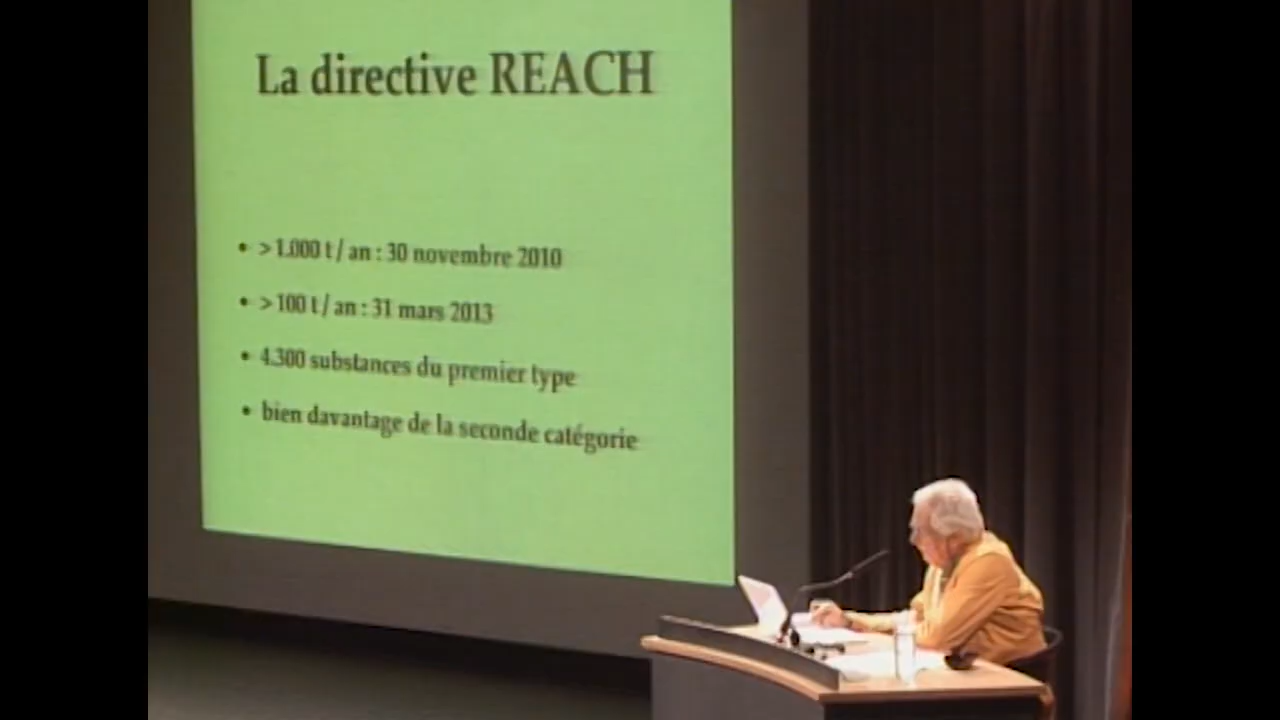 La directive REACH
• > 1.000 t / an : 30 novembre 2010
• > 100 t / an : 31 mars 2013
• 4.300 substances du premier type
• bien davantage de la seconde catégorie